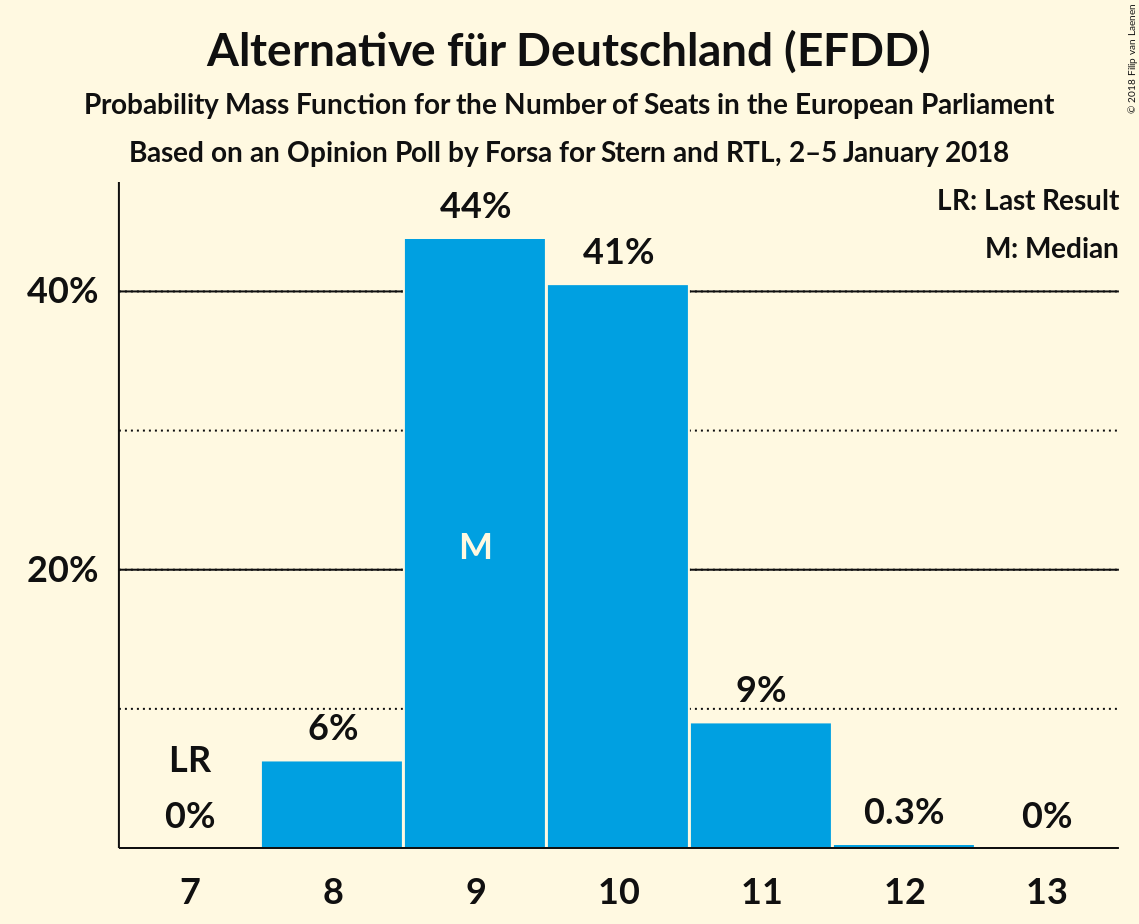 Alternative für Deutschland (EFDD)
Probability Mass Function for the Number of Seats in the European Parliament
Based on an Opinion Poll by Forsa for Stern and RTL, 2–5 January 2018
© 2018 Filip van Laenen
LR: Last Result
M: Median
44%
41%
40%
M
20%
9%
6%
LR
0%
0.3%
0%
7 8 9 10 11 12 13